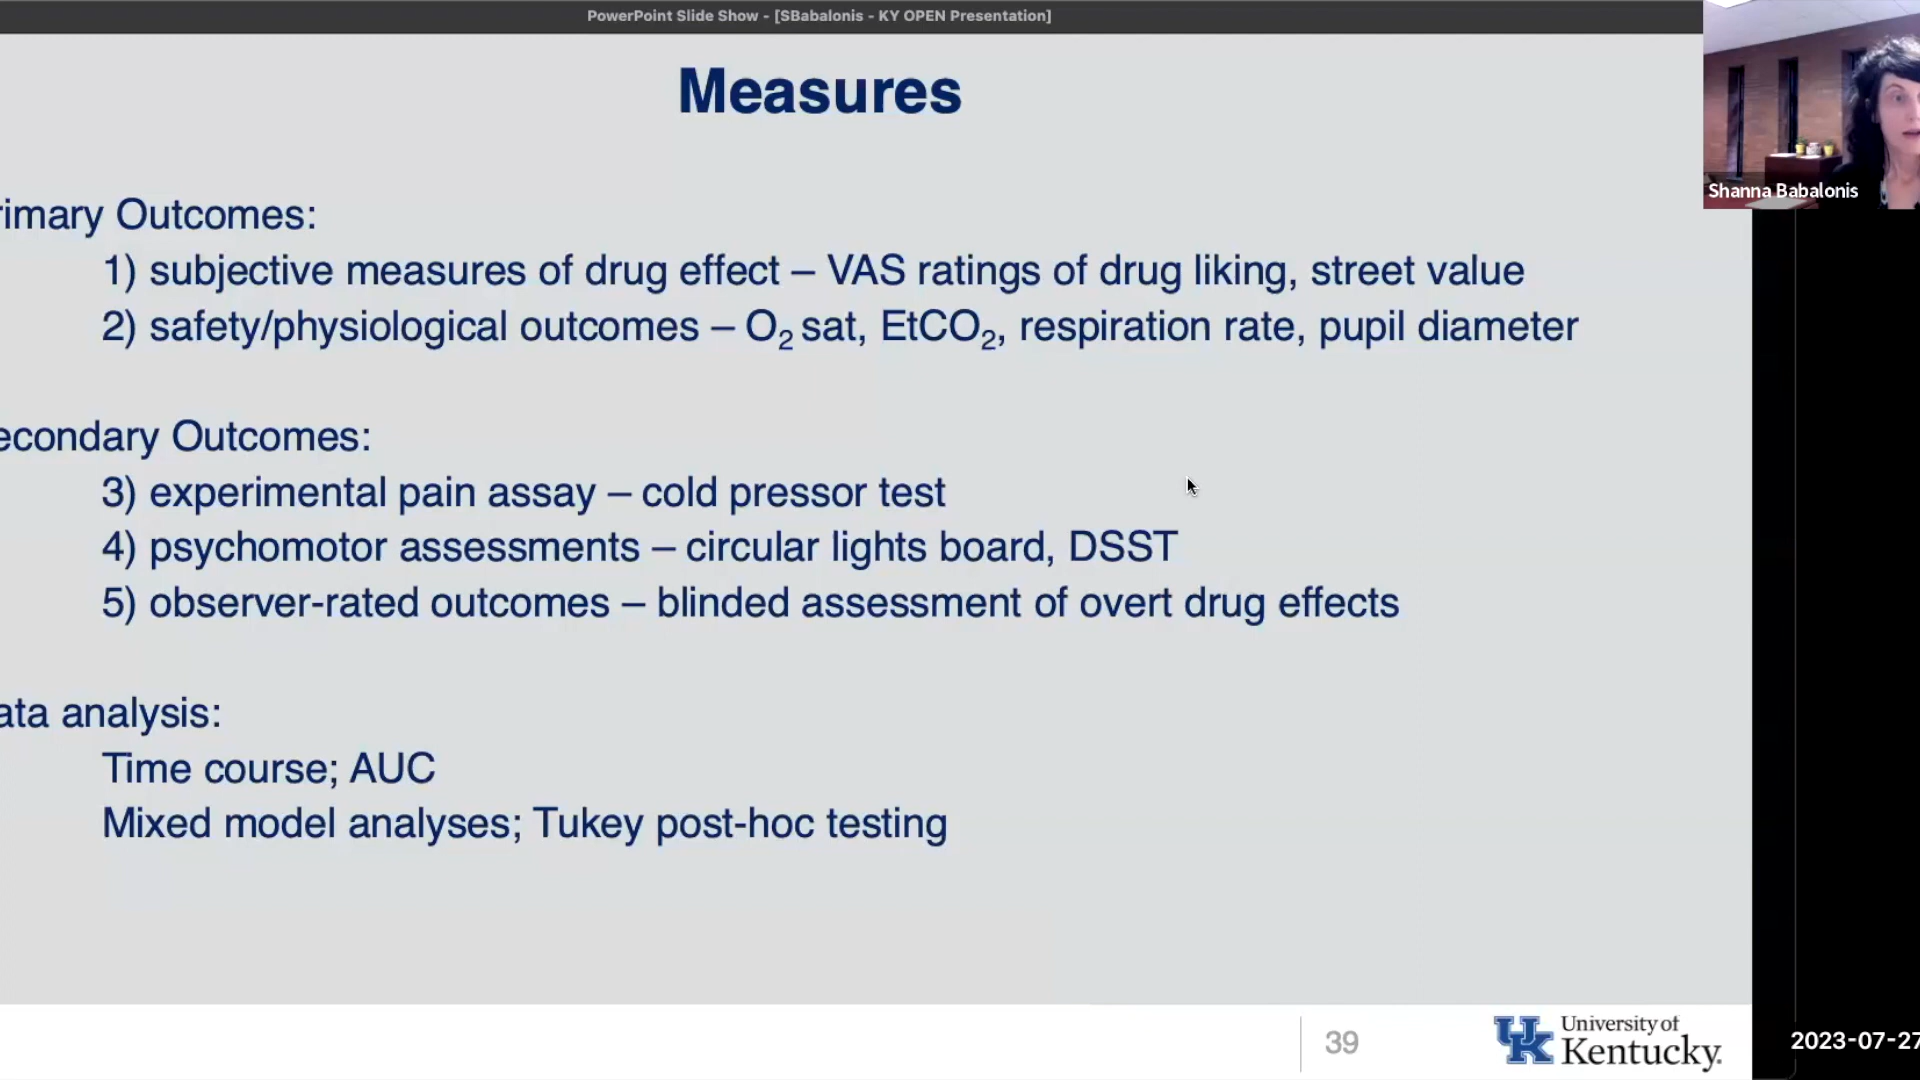 PowerPoint Slide Show - [SBabalonis - KY OPEN Presentation]
Measures
Shanna Babalonis
rimary Outcomes:
1) subjective measures of drug effect – VAS ratings of drug liking, street value
2) safety/physiological outcomes – O₂ sat, EtCO₂, respiration rate, pupil diameter
econdary Outcomes:
3) experimental pain assay – cold pressor test
4) psychomotor assessments – circular lights board, DSST
5) observer-rated outcomes – blinded assessment of overt drug effects
ata analysis:
Time course; AUC
Mixed model analyses; Tukey post-hoc testing
39
UK
University of
Kentucky.
2023-07-27